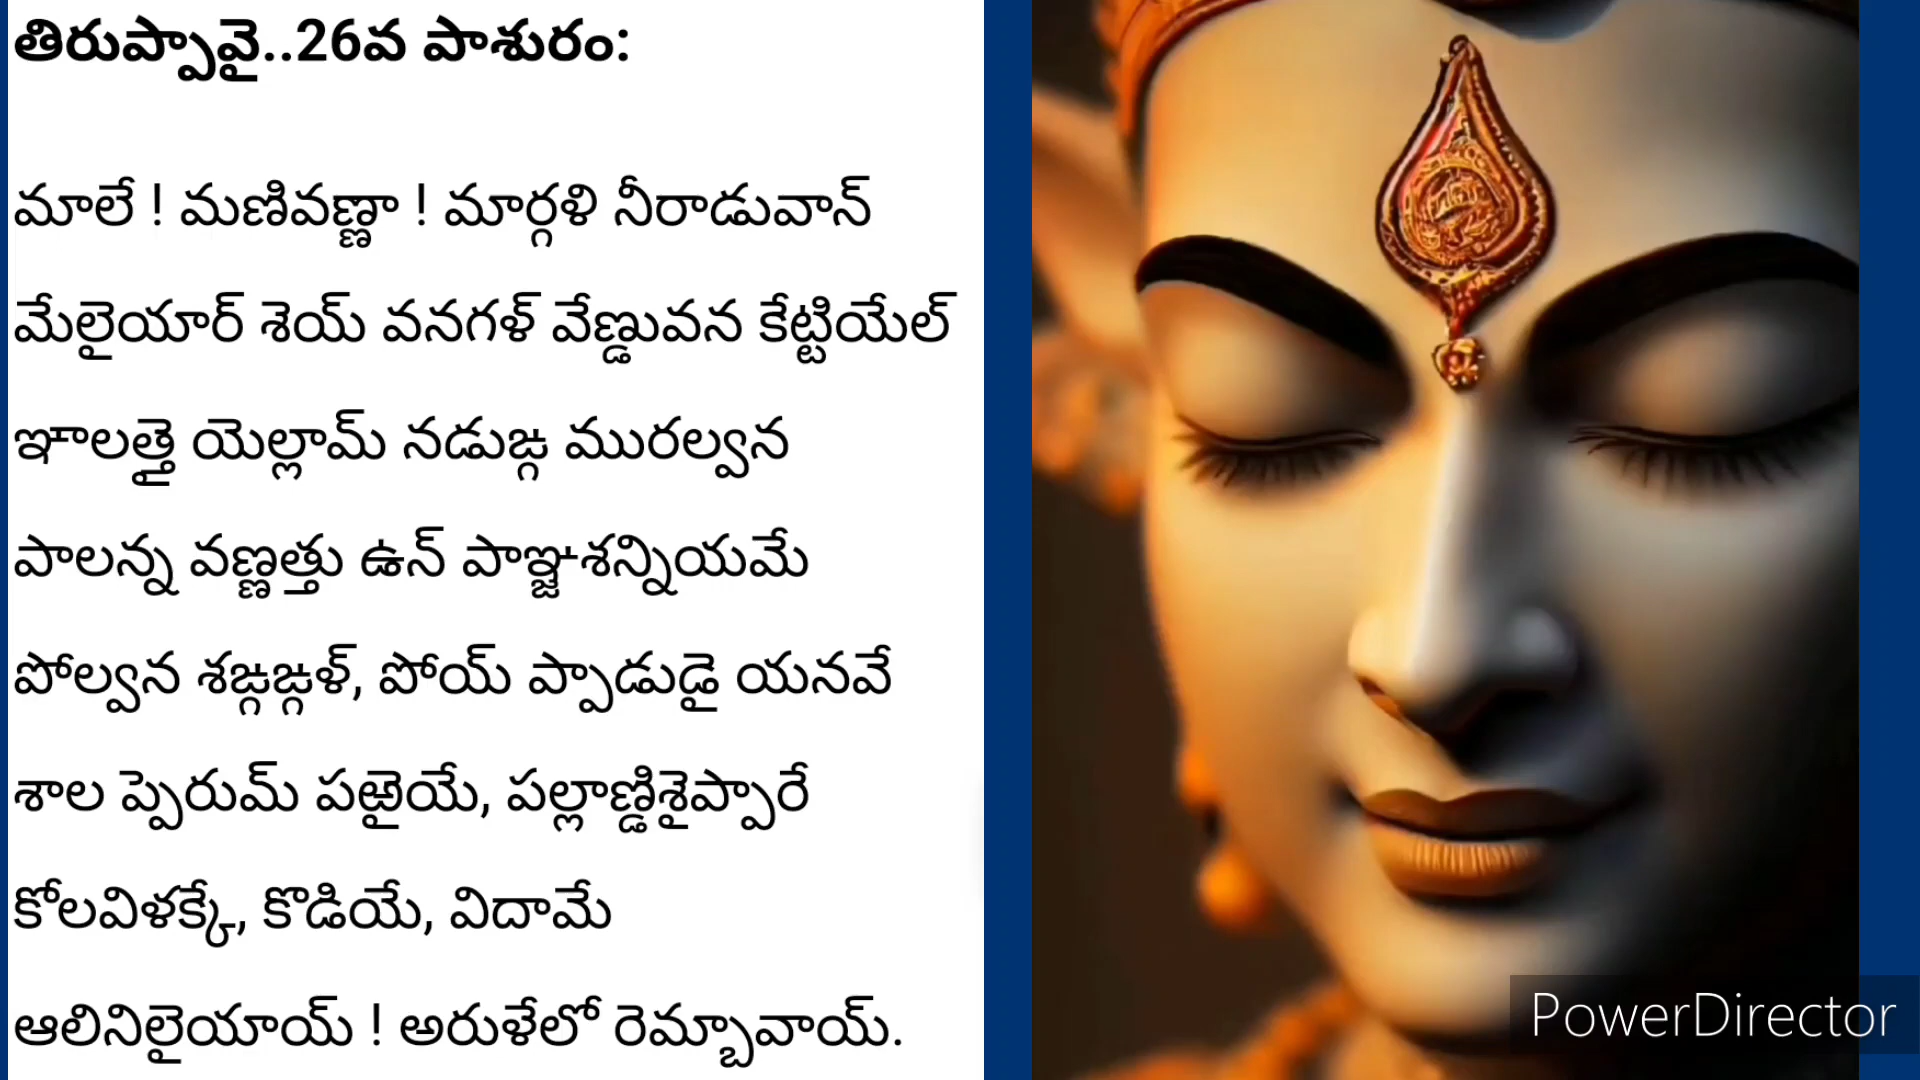 తిరుప్పావై..26వ పాశురం:
మాలే ! మణివణ్ణా ! మార్గళి నీరాడువాన్
మేలైయార్ శెయ్ వనగళ్ వేణ్డువన కేట్టియేల్
ఞాలత్తై యెల్లామ్ నడుఙ్గ మురల్వన
పాలన్న వణ్ణత్తు ఉన్ పాఞ్జశన్నియమే
పోల్వన శఙ్గఙ్గళ్, పోయ్ ప్పాడుడై యనవే
శాల ప్పెరుమ్ పఱైయే, పల్లాణ్డిశైప్పారే
కోలవిళక్కే, కొడియే, విదామే
ఆలినిలైయాయ్ ! అరుళేలో రెమ్బావాయ్.
PowerDirector